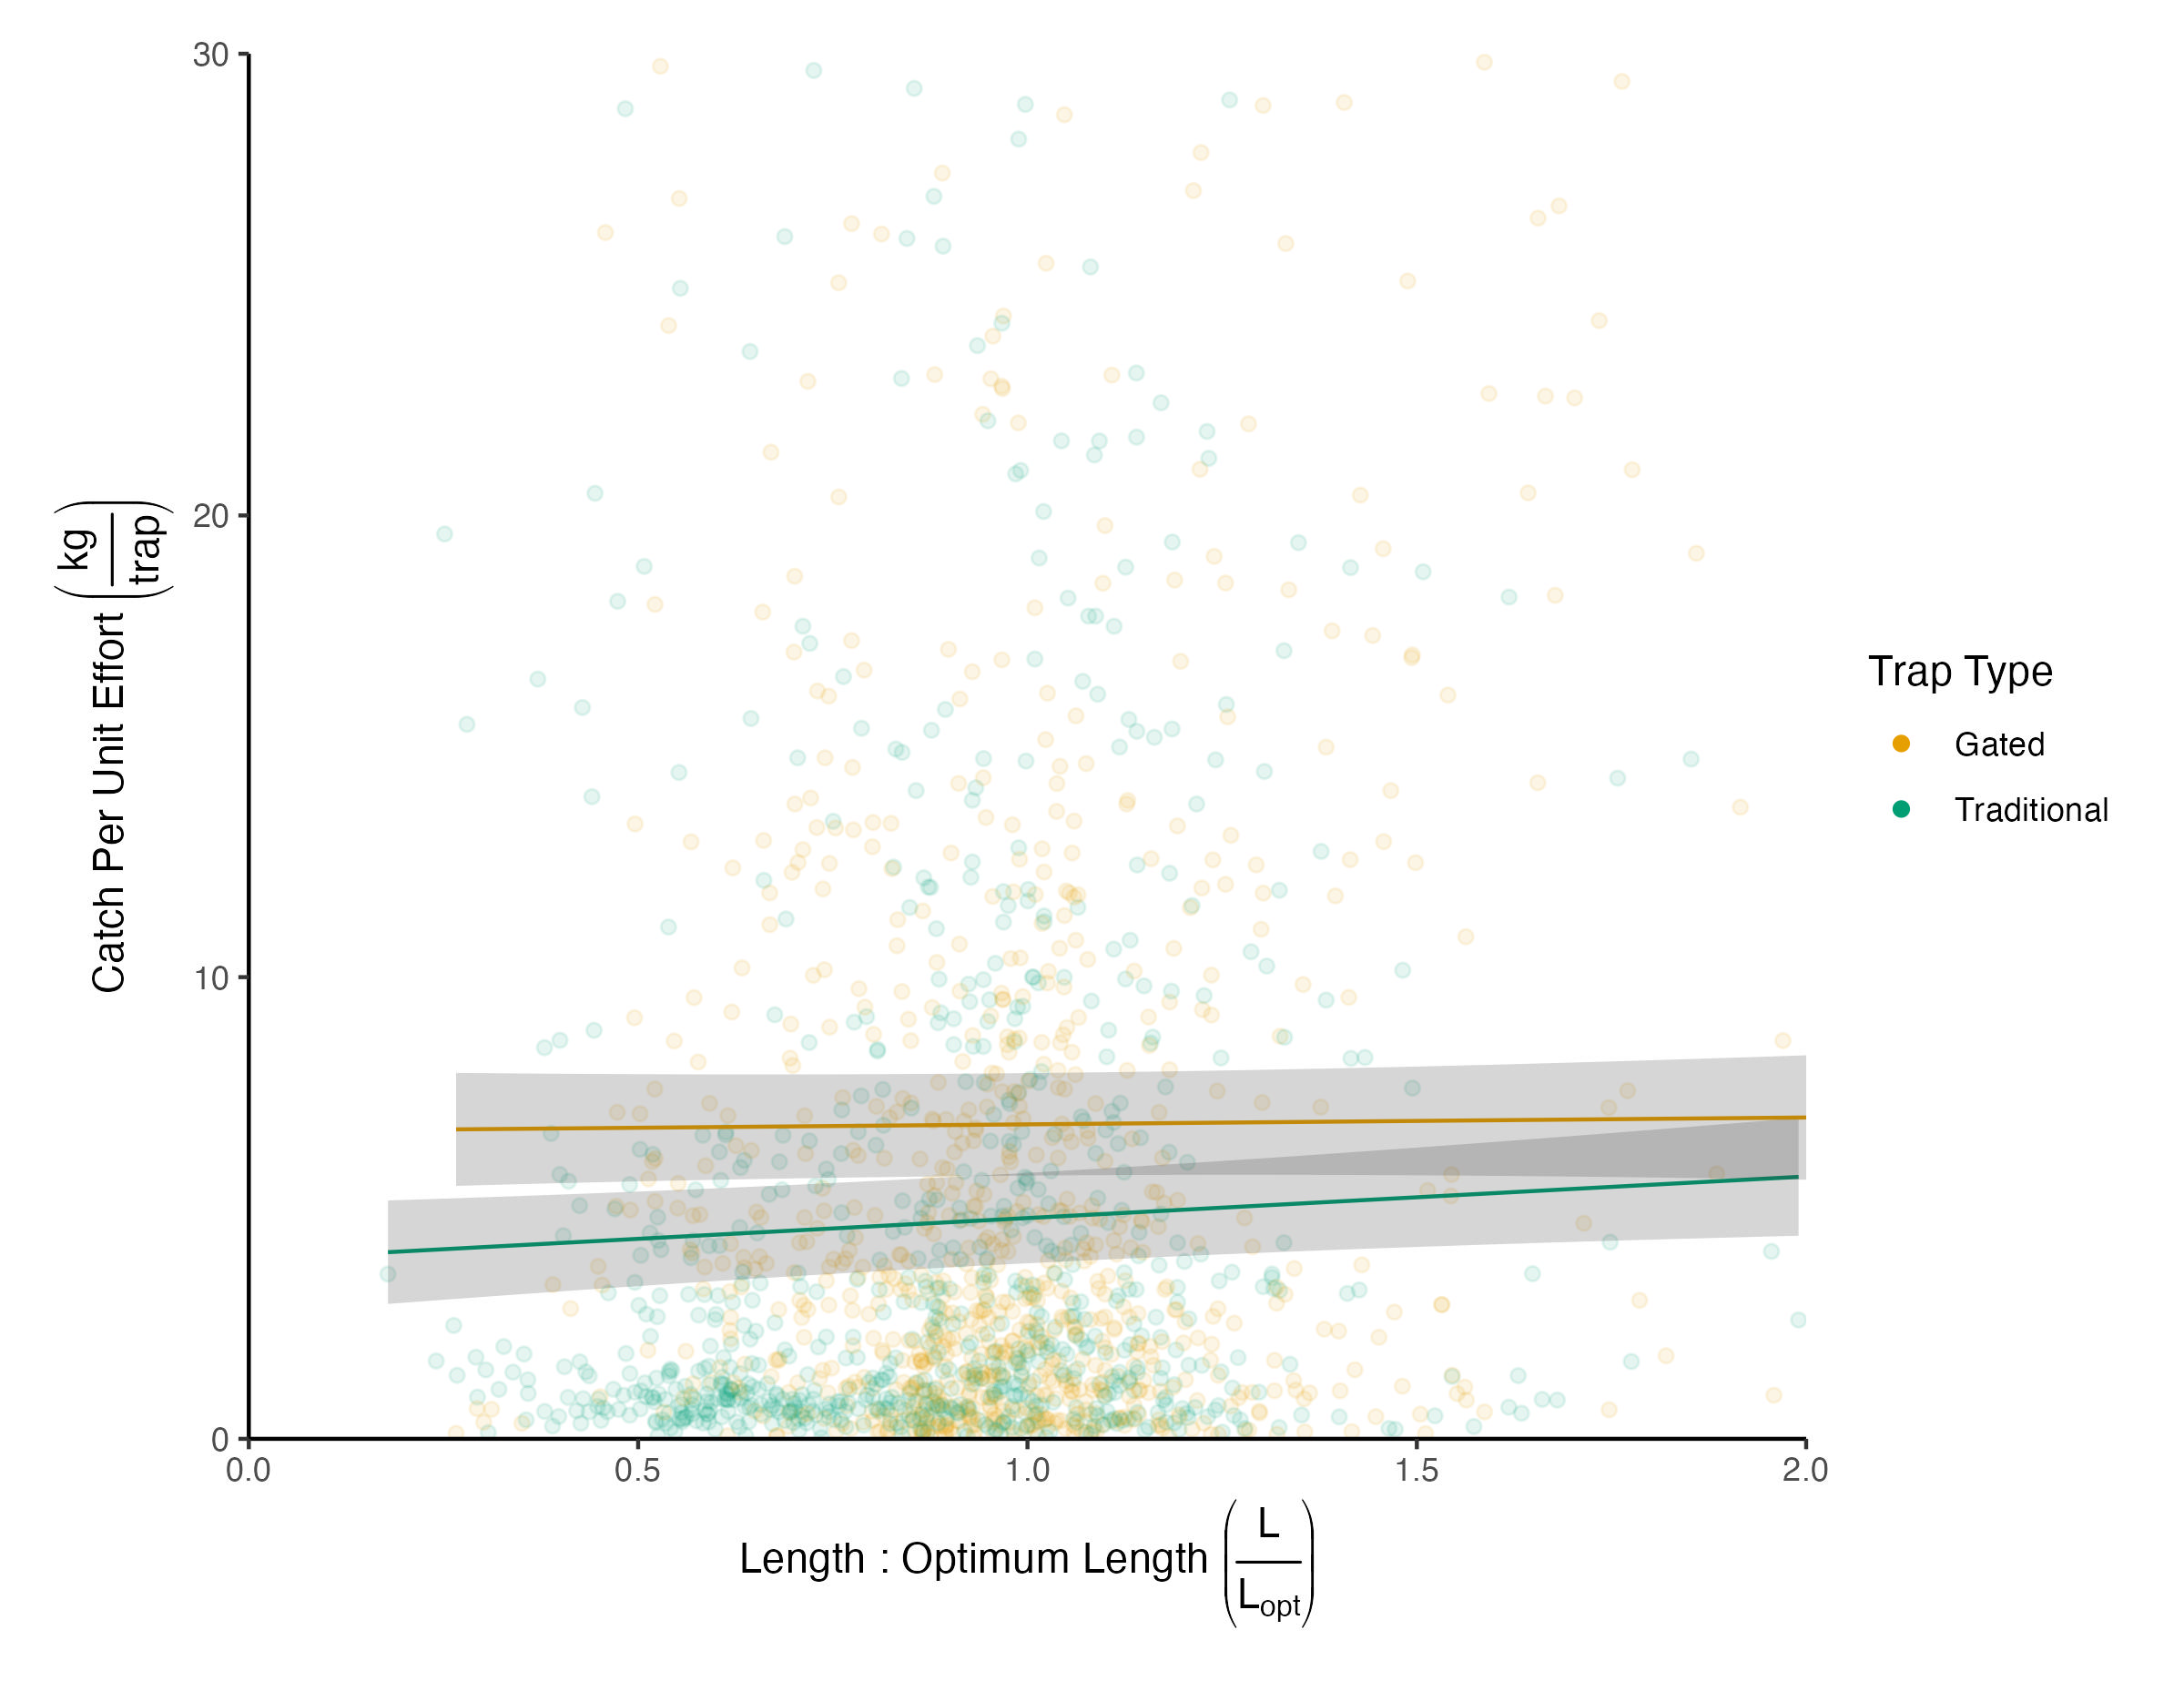 30
20
10
0
0.0 0.5 1.0 1.5 2.0
Catch Per Unit Effort (kg/trap)
Length : Optimum Length (L/Lopt)
Trap Type
Gated
Traditional